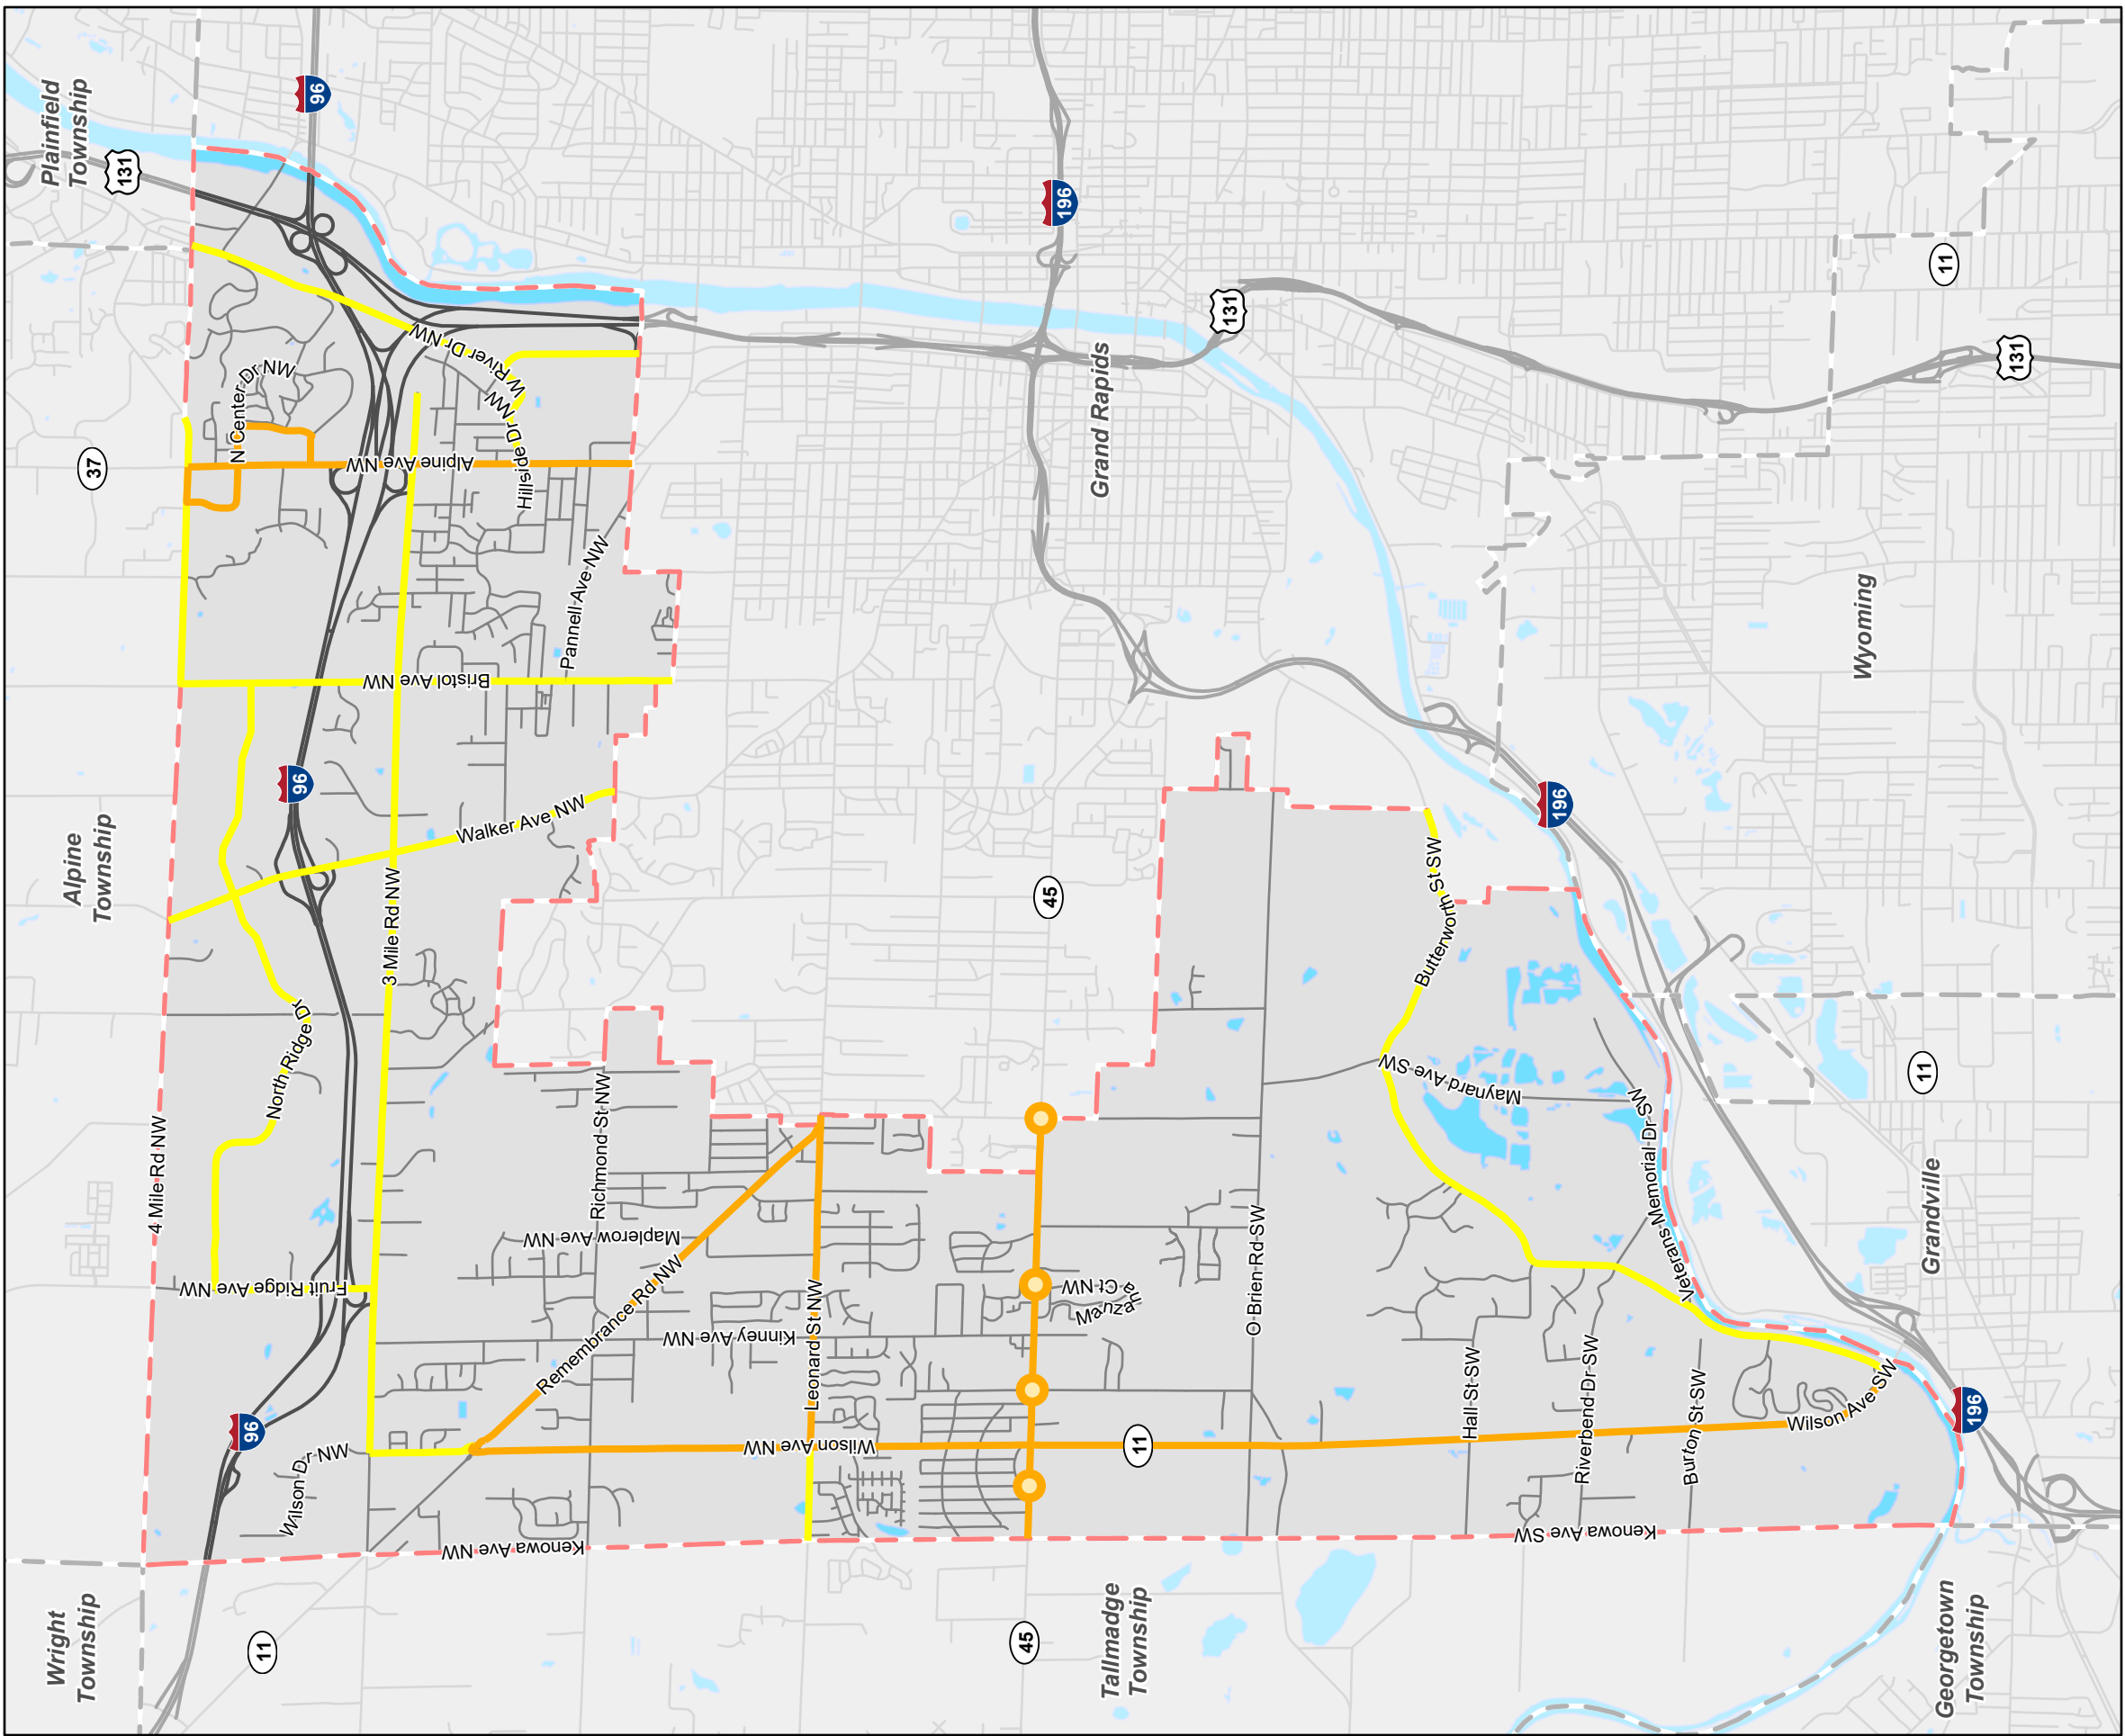 Wright
Township
Alpine
Township
Plainfield
Township
37
131
4 Mile Rd NW
Fruit Ridge Ave NW
11
96
96
96
N Center Dr NW
North Ridge Dr
Wilson Dr NW
3 Mile Rd NW
Bristol Ave NW
Alpine Ave NW
W River Dr NW
Walker Ave NW
Hillside Dr NW
Pannell Ave NW
Kenowa Ave NW
Remembrance Rd NW
Richmond St NW
Maplerow Ave NW
Kinney Ave NW
Leonard St NW
Wilson Ave NW
45
45
196
Manzana Ct NW
Grand Rapids
Tallmadge
Township
11
131
O Brien Rd SW
Butterworth St SW
Maynard Ave SW
Hall St SW
196
Riverbend Dr SW
Kenowa Ave SW
Veterans Memorial Dr SW
Burton St SW
Wilson Ave SW
Wyoming
11
11
131
Grandville
196
Georgetown
Township